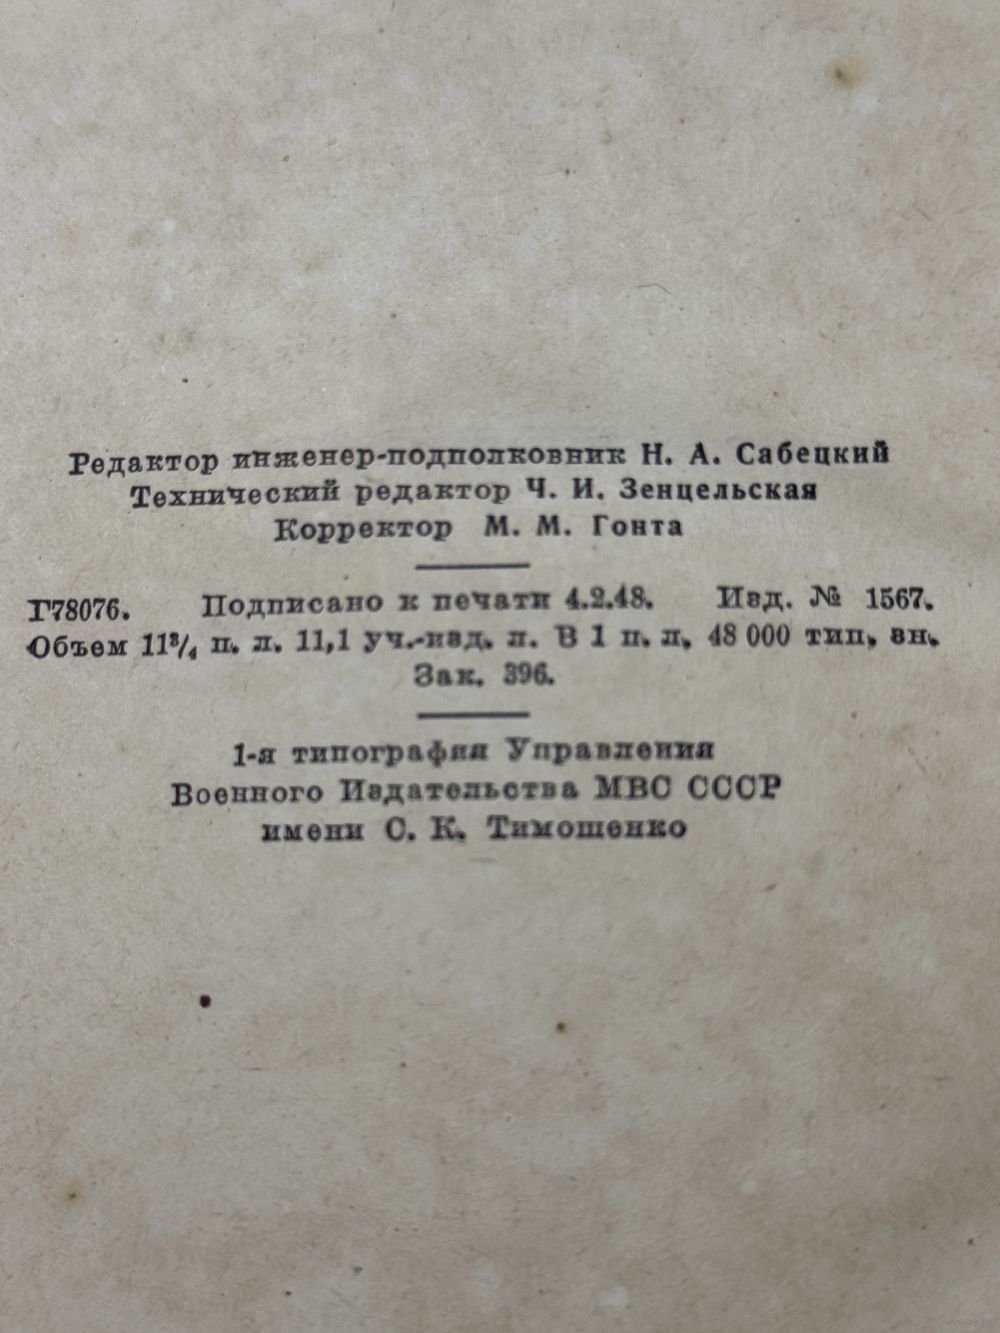 Редактор инженер-подполковник Н. А. Сабецкий
Технический редактор Ч. И. Зенцельская
Корректор М. М. Гонта
Г78076. Подписано к печати 4.2.48. Изд. № 1567.
Объем 11³/₄ п. л. 11,1 уч.-изд. л. В 1 п. л. 48 000 тип. зн.
Зак. 396.
1-я типография Управления
Военного Издательства МВС СССР
имени С. К. Тимошенко